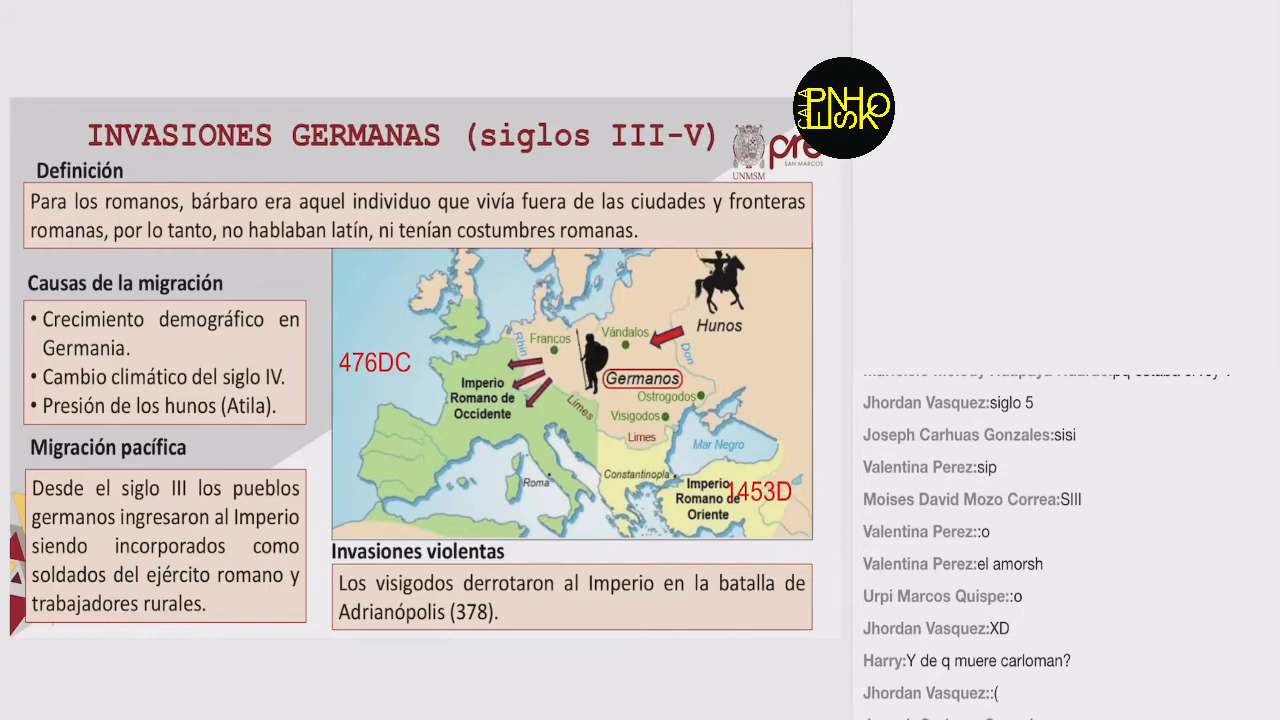 INVASIONES GERMANAS (siglos III-V)
UNMSM
pre
SAN MARCOS
CALA
PENHOSK
Definición
Para los romanos, bárbaro era aquel individuo que vivía fuera de las ciudades y fronteras
romanas, por lo tanto, no hablaban latín, ni tenían costumbres romanas.
Causas de la migración
• Crecimiento demográfico en
Germania.
• Cambio climático del siglo IV.
• Presión de los hunos (Atila).
Migración pacífica
Desde el siglo III los pueblos
germanos ingresaron al Imperio
siendo incorporados como
soldados del ejército romano y
trabajadores rurales.
Hunos
Vándalos
Francos
Rhin
Don
476DC
Germanos
Imperio
Romano de
Occidente
Limes
Ostrogodos
Visigodos
Limes
Mar Negro
Constantinopla
Roma
Imperio
Romano de
Oriente
1453D
Invasiones violentas
Los visigodos derrotaron al Imperio en la batalla de
Adrianópolis (378).
Jhordan Vasquez:siglo 5
Joseph Carhuas Gonzales:sisi
Valentina Perez:sip
Moises David Mozo Correa:SIII
Valentina Perez::o
Valentina Perez:el amorsh
Urpi Marcos Quispe::o
Jhordan Vasquez:XD
Harry:Y de q muere carloman?
Jhordan Vasquez::(